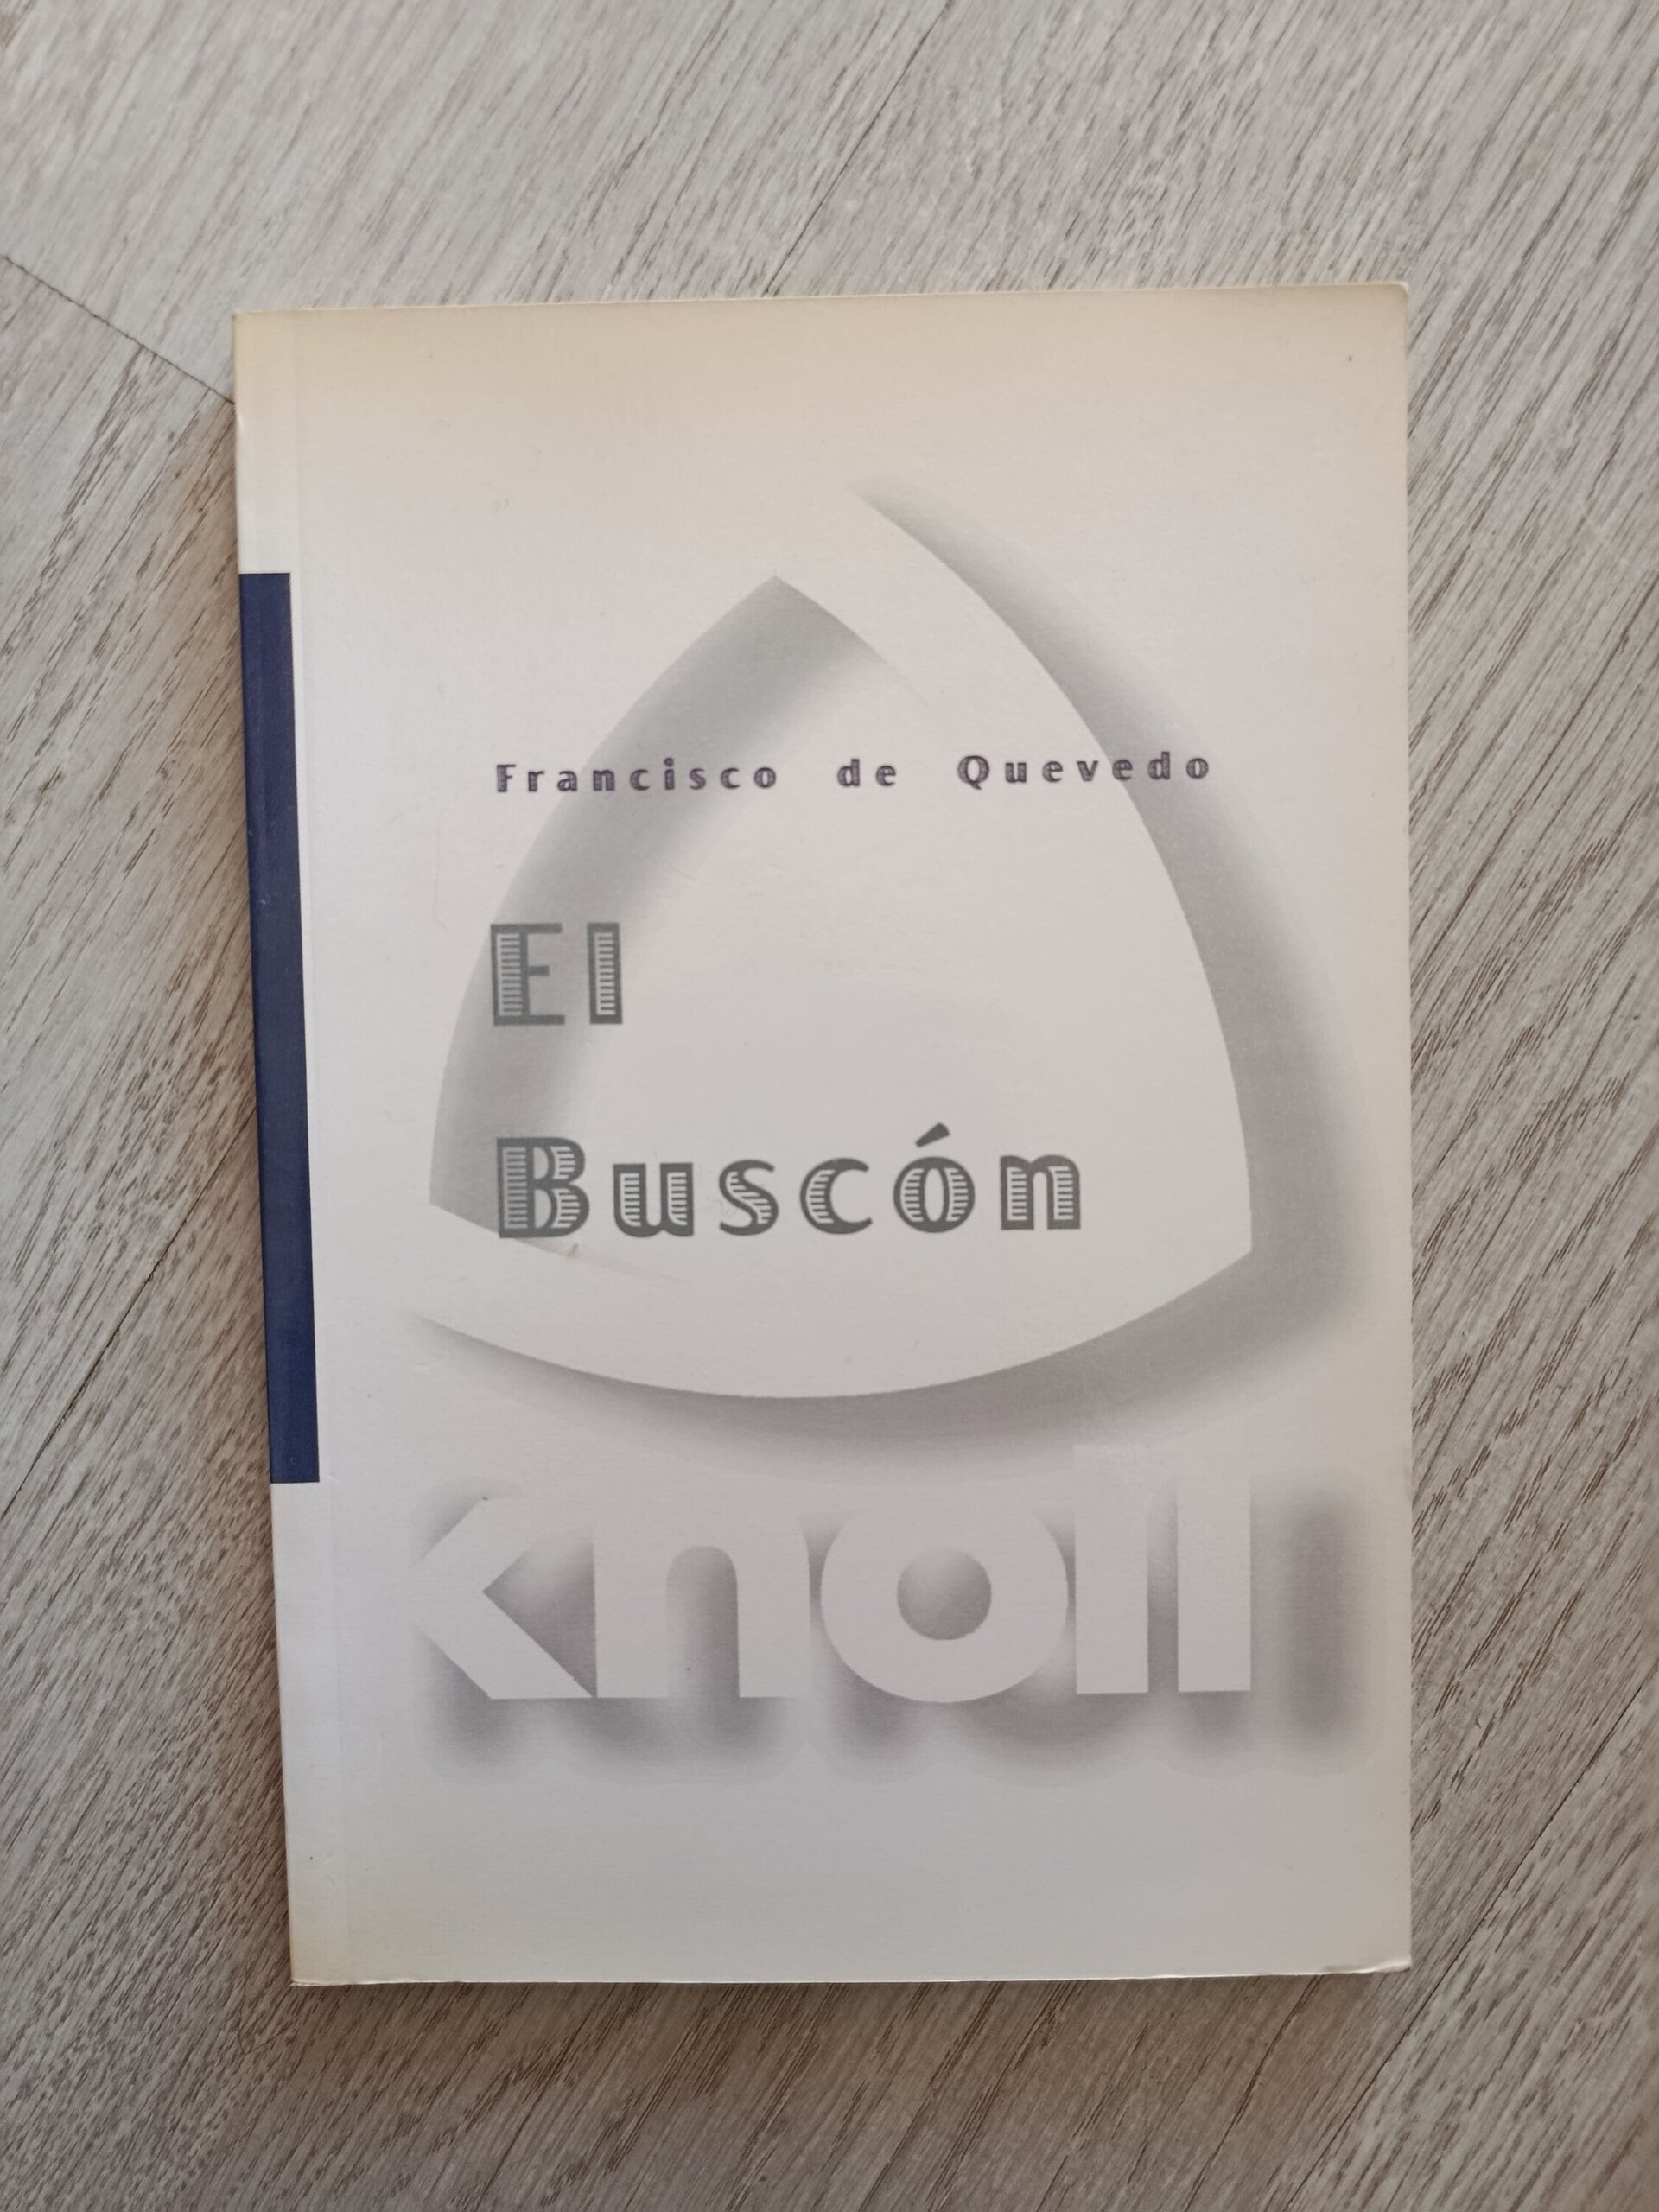 Francisco de Quevedo
El
Buscón
knoll